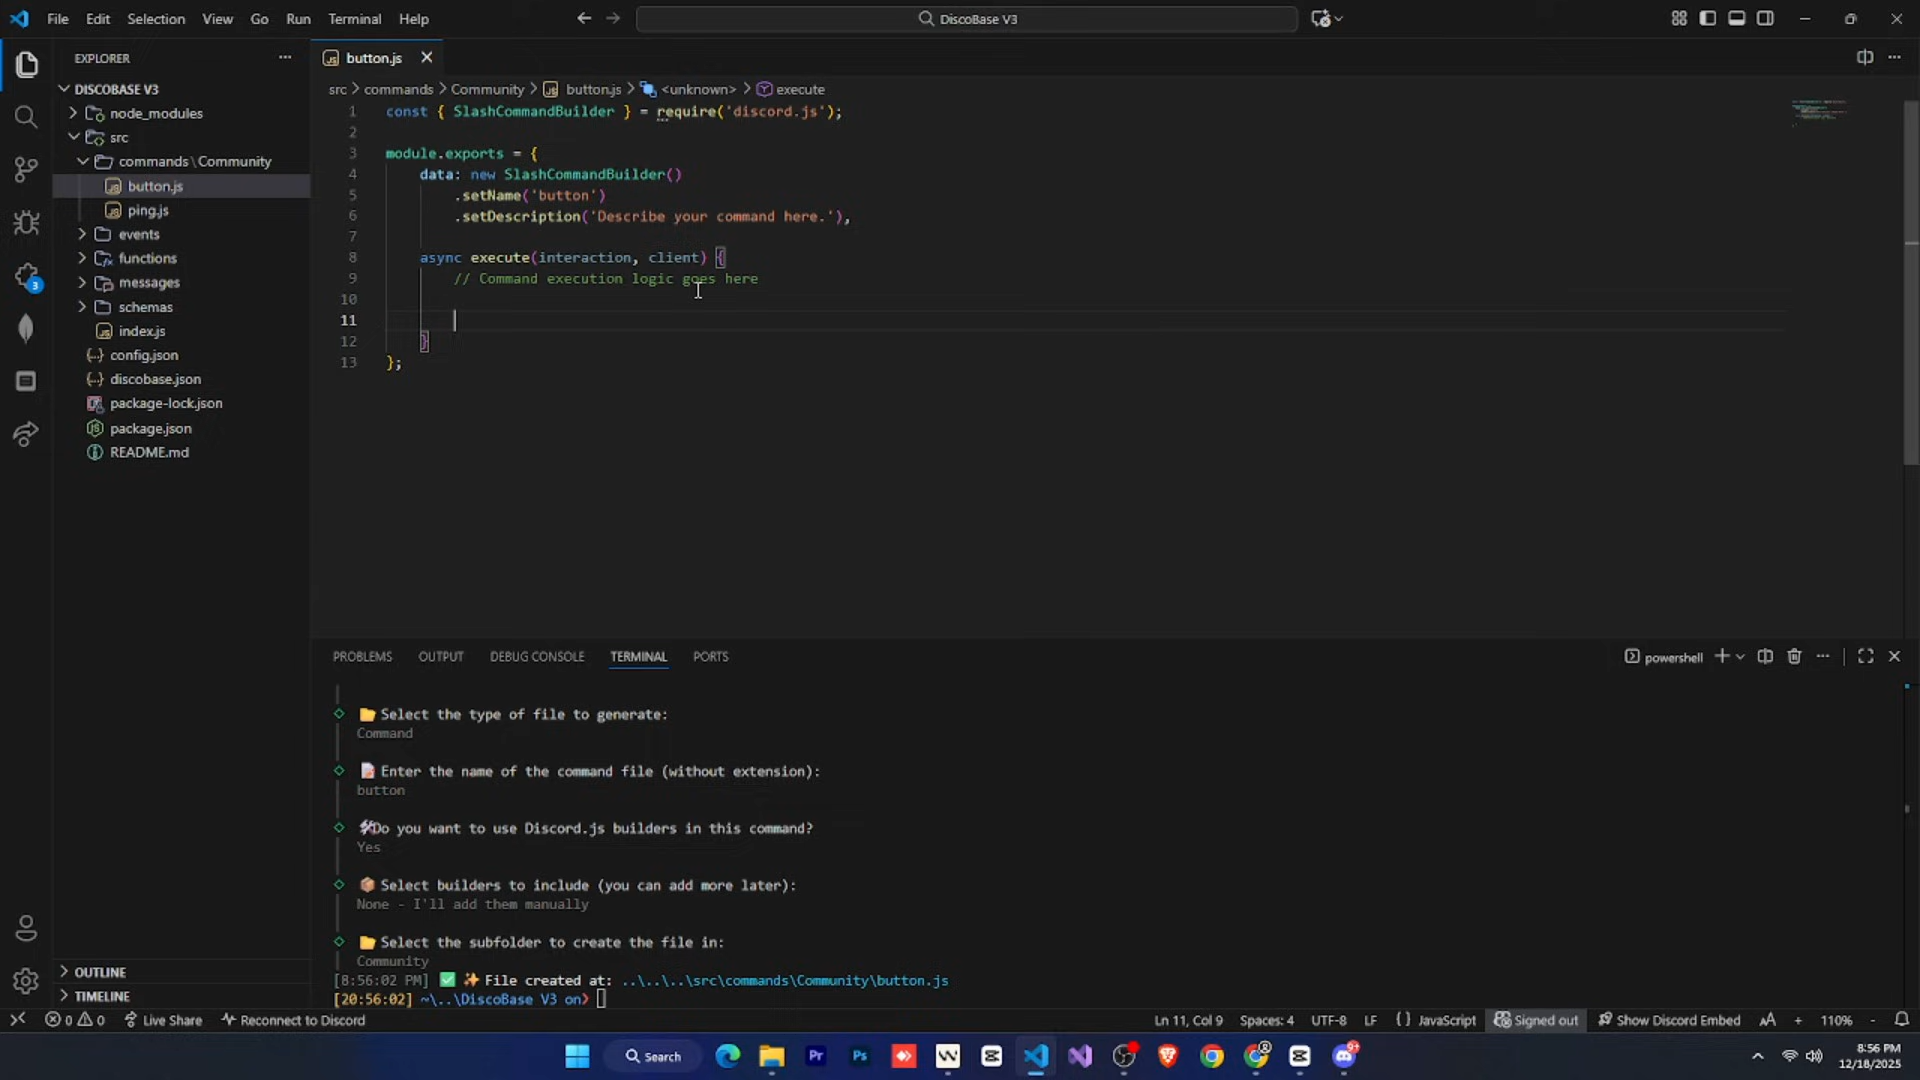 File Edit Selection View Go Run Terminal Help
DiscoBase V3
EXPLORER
DISCOBASE V3
node_modules
src
commands\Community
button.js
ping.js
events
functions
messages
schemas
index.js
config.json
discobase.json
package-lock.json
package.json
README.md
OUTLINE
TIMELINE
3
button.js
src > commands > Community > button.js > <unknown> > execute
1 const { SlashCommandBuilder } = require('discord.js');
2
3 module.exports = {
4 data: new SlashCommandBuilder()
5 .setName('button')
6 .setDescription('Describe your command here.'),
7
8 async execute(interaction, client) {
9 // Command execution logic goes here
10
11
12 }
13 };
PROBLEMS OUTPUT DEBUG CONSOLE TERMINAL PORTS
powershell
Select the type of file to generate:
Command
Enter the name of the command file (without extension):
button
Do you want to use Discord.js builders in this command?
Yes
Select builders to include (you can add more later):
None - I'll add them manually
Select the subfolder to create the file in:
Community
[8:56:02 PM] ✅ ✨ File created at: ..\..\..\src\commands\Community\button.js
[20:56:02] ~\..\DiscoBase V3 on>
0 0 Live Share Reconnect to Discord
Ln 11, Col 9 Spaces: 4 UTF-8 LF {} JavaScript Signed out Show Discord Embed AA + 110% -
Search
Pr
Ps
9+
8:56 PM
12/18/2025